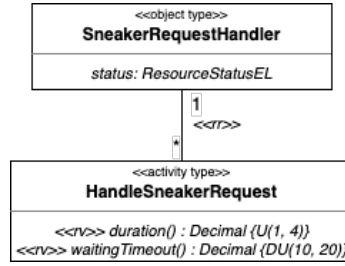 <<object type>>
SneakerRequestHandler
status: ResourceStatusEL
1
<<rr>>
*
<<activity type>>
HandleSneakerRequest
<<rv>> duration() : Decimal {U(1, 4)}
<<rv>> waitingTimeout() : Decimal {DU(10, 20)}